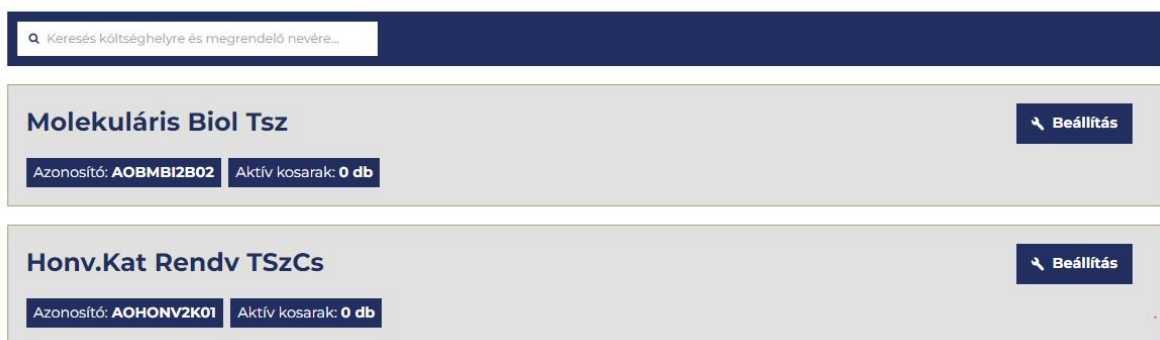 Keresés költséghelyre és megrendelő nevére...
Molekuláris Biol Tsz
Beállítás
Azonosító: AOBMBI2B02 Aktív kosarak: 0 db
Honv.Kat Rendv TSzCs
Beállítás
Azonosító: AOHONV2K01 Aktív kosarak: 0 db